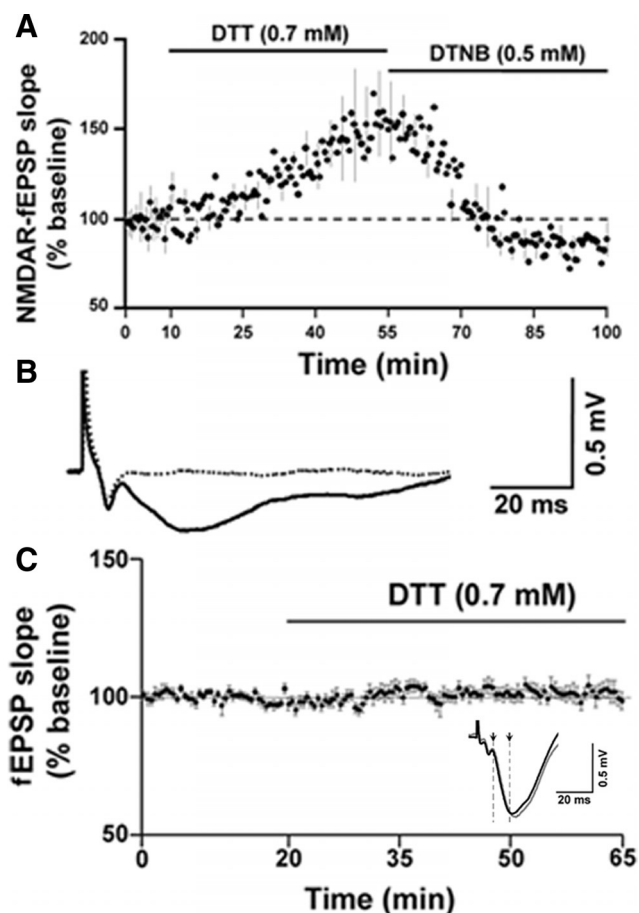 A
200
150
100
50
NMDAR-fEPSP slope
(% baseline)
DTT (0.7 mM)
DTNB (0.5 mM)
0 10 25 40 55 70 85 100
Time (min)
B
0.5 mV
20 ms
C
150
100
50
fEPSP slope
(% baseline)
DTT (0.7 mM)
0.5 mV
20 ms
0 20 35 50 65
Time (min)